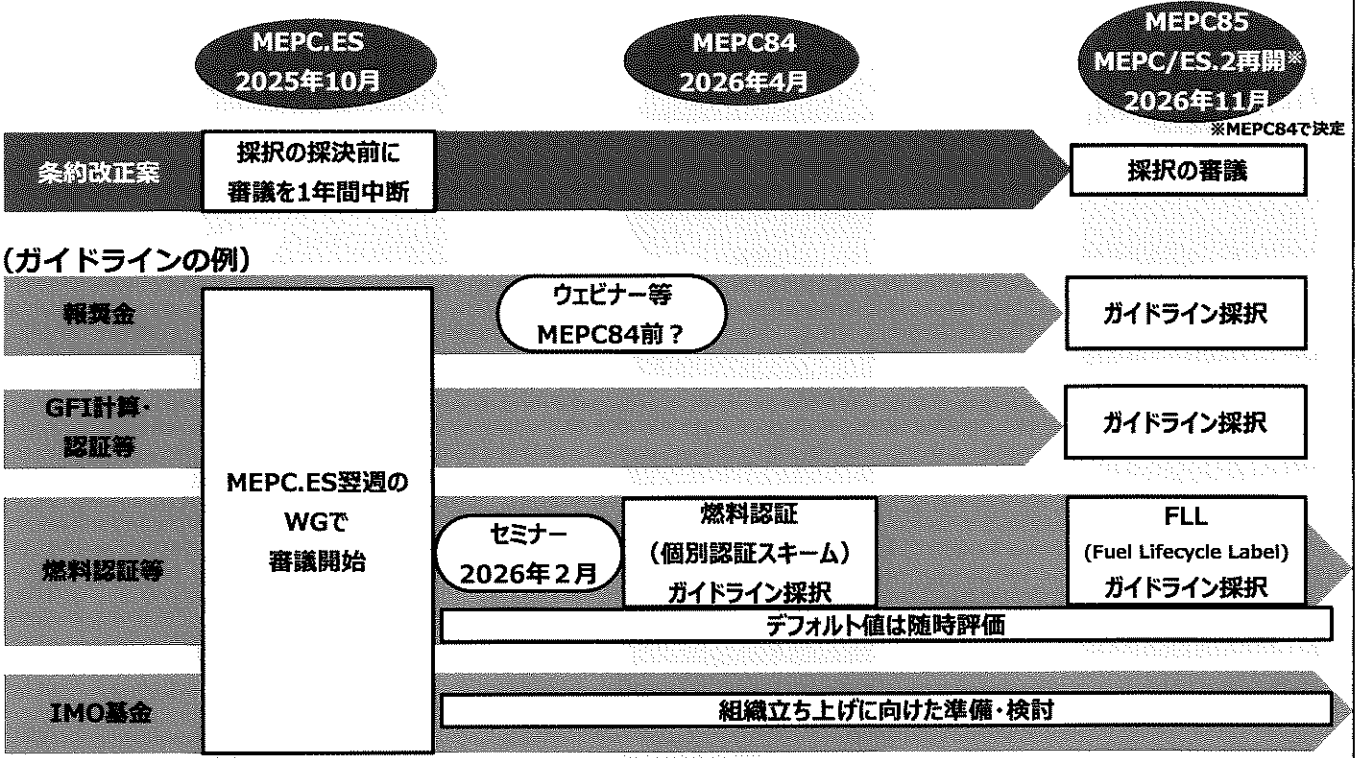 MEPC.ES
2025年10月
MEPC84
2026年4月
MEPC85
MEPC/ES.2再開※
2026年11月
※MEPC84で決定
条約改正案
採択の採決前に
審議を1年間中断
採択の審議
(ガイドラインの例)
報奨金
ウェビナー等
MEPC84前?
ガイドライン採択
GFI計算・
認証等
ガイドライン採択
MEPC.ES翌週の
WGで
審議開始
燃料認証等
セミナー
2026年2月
燃料認証
(個別認証スキーム)
ガイドライン採択
FLL
(Fuel Lifecycle Label)
ガイドライン採択
デフォルト値は随時評価
IMO基金
組織立ち上げに向けた準備・検討